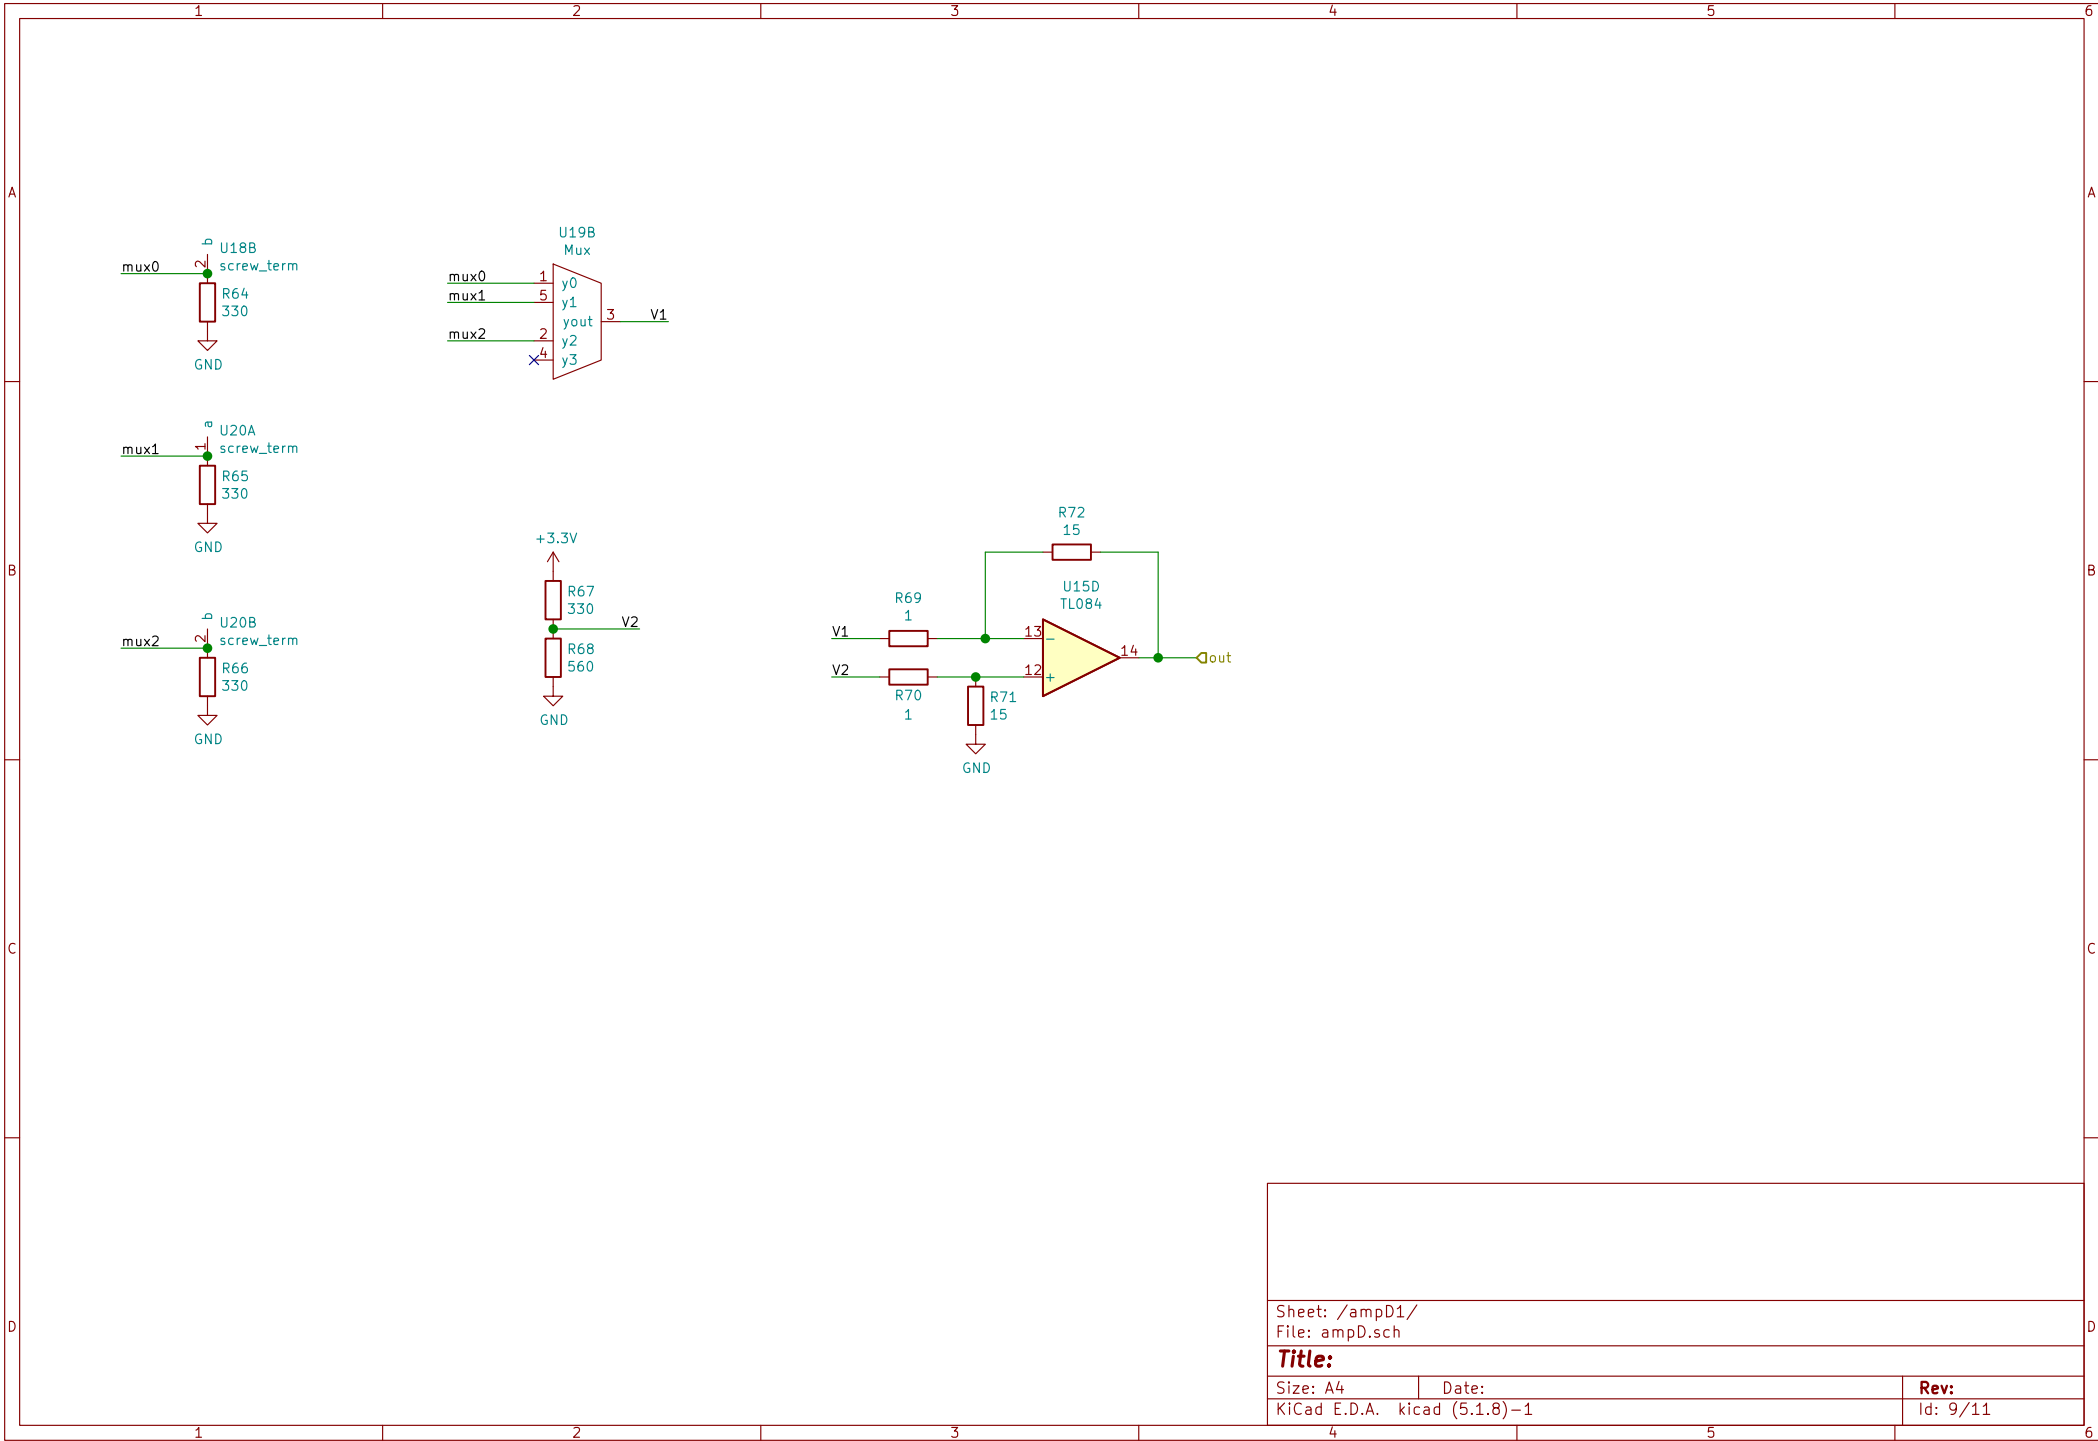 1 2 3 4 5 6
A A
B B
C C
D D
1 2 3 4 5 6
b
2
U18B
screw_term
mux0
R64
330
GND
a
1
U20A
screw_term
mux1
R65
330
GND
b
2
U20B
screw_term
mux2
R66
330
GND
U19B
Mux
mux0 1 y0
mux1 5 y1
yout 3 V1
mux2 2 y2
4 y3
+3.3V
R67
330
V2
R68
560
GND
R72
15
U15D
TL084
R69
1
V1 13 −
14 out
V2 12 +
R70
1
R71
15
GND
Sheet: /ampD1/
File: ampD.sch
Title:
Size: A4 Date: Rev:
KiCad E.D.A. kicad (5.1.8)−1 Id: 9/11